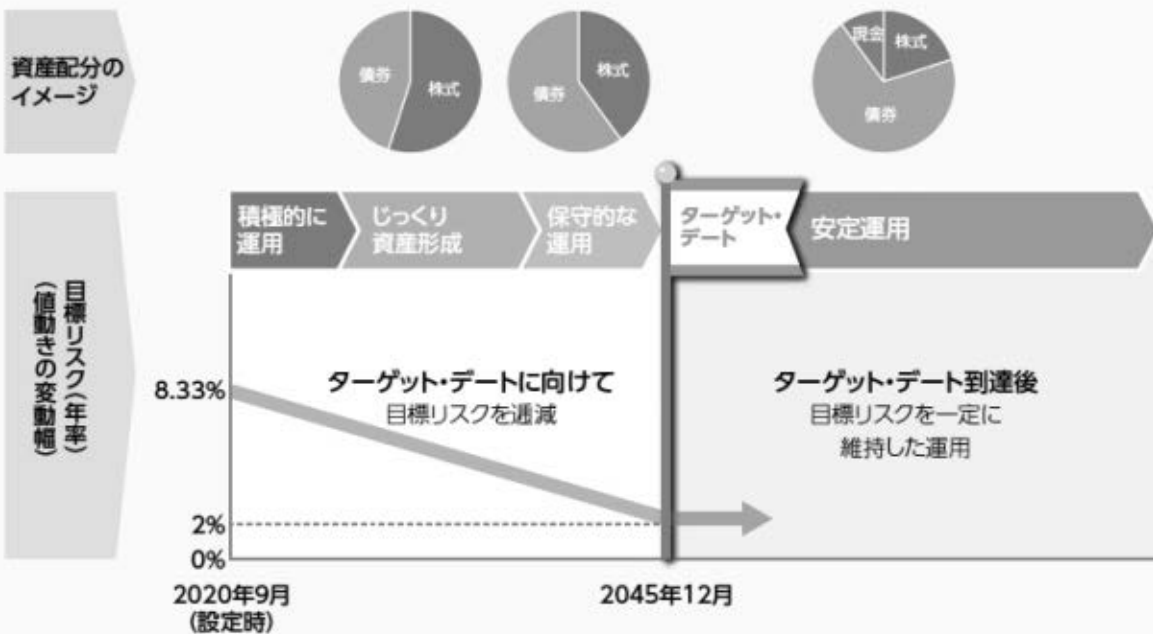 資産配分の
イメージ
債券
株式
債券
株式
現金
株式
債券
積極的に
運用
じっくり
資産形成
保守的な
運用
ターゲット・
デート
安定運用
目標リスク(年率)
(値動きの変動幅)
8.33%
2%
0%
ターゲット・デートに向けて
目標リスクを逓減
ターゲット・デート到達後
目標リスクを一定に
維持した運用
2020年9月
(設定時)
2045年12月